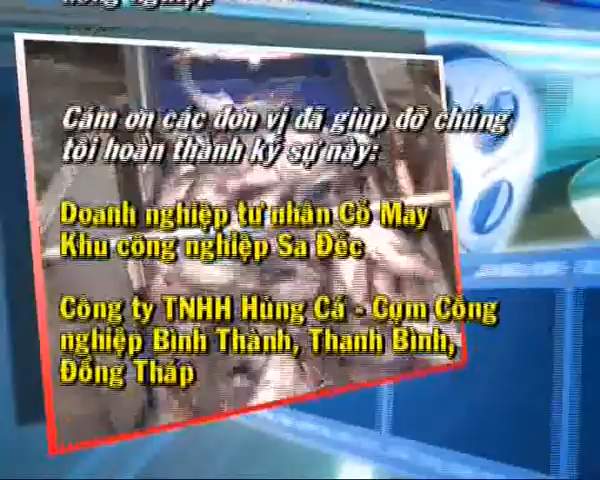 nông nghiệp
Cám ơn các đơn vị đã giúp đỡ chúng
tôi hoàn thành ký sự này:
Doanh nghiệp tư nhân Cỏ May
Khu công nghiệp Sa Đéc
Công ty TNHH Hùng Cá - Cụm Công
nghiệp Bình Thành, Thanh Bình,
Đồng Tháp